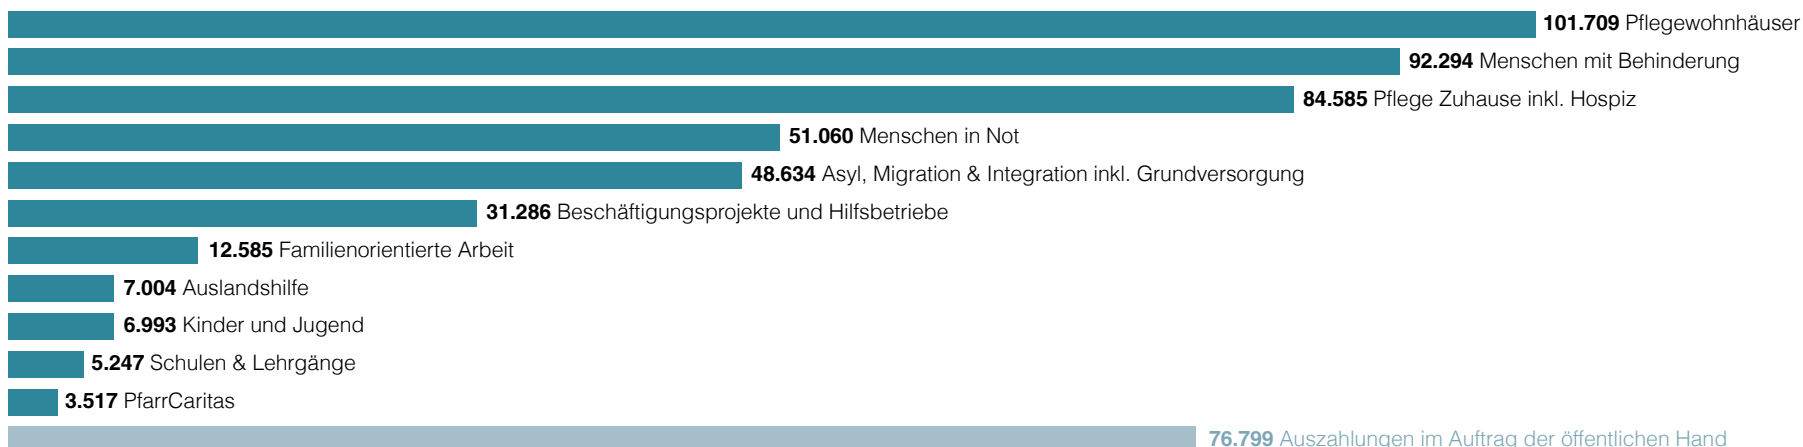 101.709 Pflegewohnhäuser
92.294 Menschen mit Behinderung
84.585 Pflege Zuhause inkl. Hospiz
51.060 Menschen in Not
48.634 Asyl, Migration & Integration inkl. Grundversorgung
31.286 Beschäftigungsprojekte und Hilfsbetriebe
12.585 Familienorientierte Arbeit
7.004 Auslandshilfe
6.993 Kinder und Jugend
5.247 Schulen & Lehrgänge
3.517 PfarrCaritas
76.799 Auszahlungen im Auftrag der öffentlichen Hand